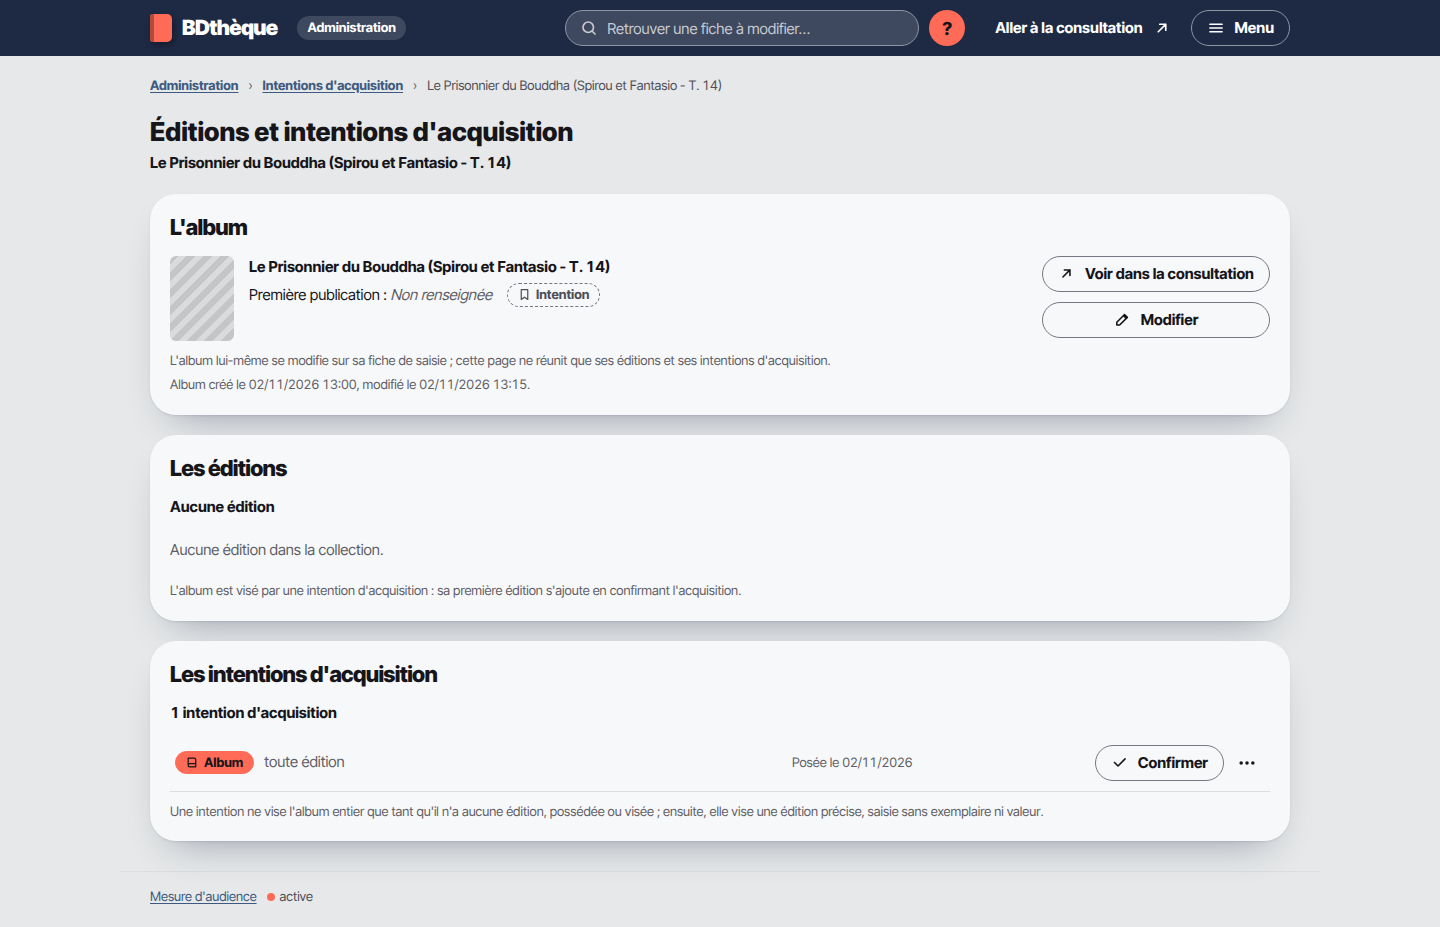 BDthèque
Administration
Retrouver une fiche à modifier...
?
Aller à la consultation
Menu
Administration › Intentions d'acquisition › Le Prisonnier du Bouddha (Spirou et Fantasio - T. 14)
Éditions et intentions d'acquisition
Le Prisonnier du Bouddha (Spirou et Fantasio - T. 14)
L'album
Le Prisonnier du Bouddha (Spirou et Fantasio - T. 14)
Première publication : Non renseignée
Intention
Voir dans la consultation
Modifier
L'album lui-même se modifie sur sa fiche de saisie ; cette page ne réunit que ses éditions et ses intentions d'acquisition.
Album créé le 02/11/2026 13:00, modifié le 02/11/2026 13:15.
Les éditions
Aucune édition
Aucune édition dans la collection.
L'album est visé par une intention d'acquisition : sa première édition s'ajoute en confirmant l'acquisition.
Les intentions d'acquisition
1 intention d'acquisition
Album toute édition
Posée le 02/11/2026
Confirmer
Une intention ne vise l'album entier que tant qu'il n'a aucune édition, possédée ou visée ; ensuite, elle vise une édition précise, saisie sans exemplaire ni valeur.
Mesure d'audience
active